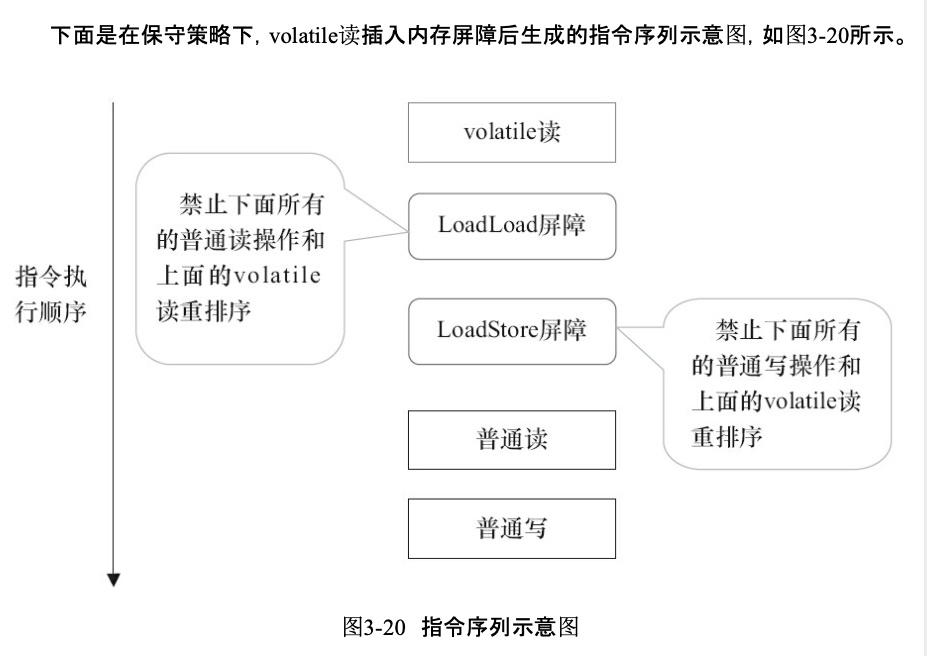 下面是在保守策略下，volatile读插入内存屏障后生成的指令序列示意图，如图3-20所示。
volatile读
禁止下面所有
的普通读操作和
上面的volatile
读重排序
LoadLoad屏障
指令执
行顺序
LoadStore屏障
禁止下面所有
的普通写操作和
上面的volatile读
重排序
普通读
普通写
图3-20 指令序列示意图